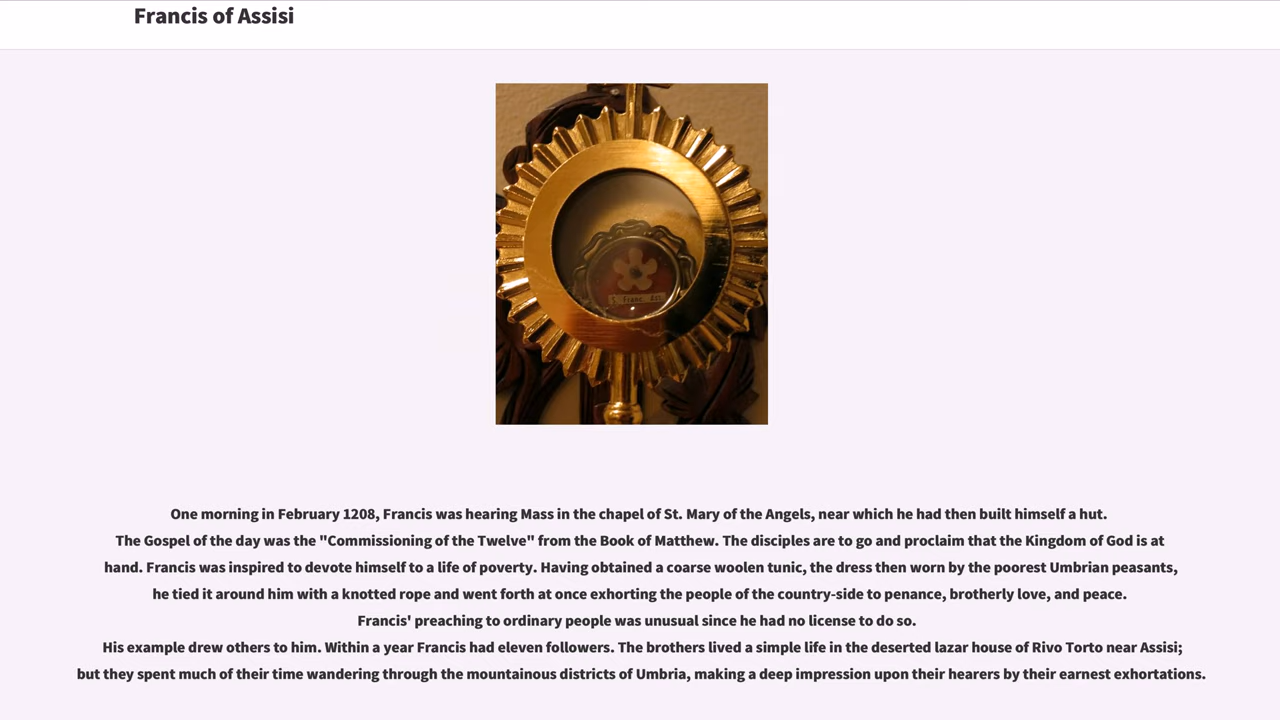 Francis of Assisi
S. Franc. Ass.
One morning in February 1208, Francis was hearing Mass in the chapel of St. Mary of the Angels, near which he had then built himself a hut.
The Gospel of the day was the "Commissioning of the Twelve" from the Book of Matthew. The disciples are to go and proclaim that the Kingdom of God is at
hand. Francis was inspired to devote himself to a life of poverty. Having obtained a coarse woolen tunic, the dress then worn by the poorest Umbrian peasants,
he tied it around him with a knotted rope and went forth at once exhorting the people of the country-side to penance, brotherly love, and peace.
Francis' preaching to ordinary people was unusual since he had no license to do so.
His example drew others to him. Within a year Francis had eleven followers. The brothers lived a simple life in the deserted lazar house of Rivo Torto near Assisi;
but they spent much of their time wandering through the mountainous districts of Umbria, making a deep impression upon their hearers by their earnest exhortations.